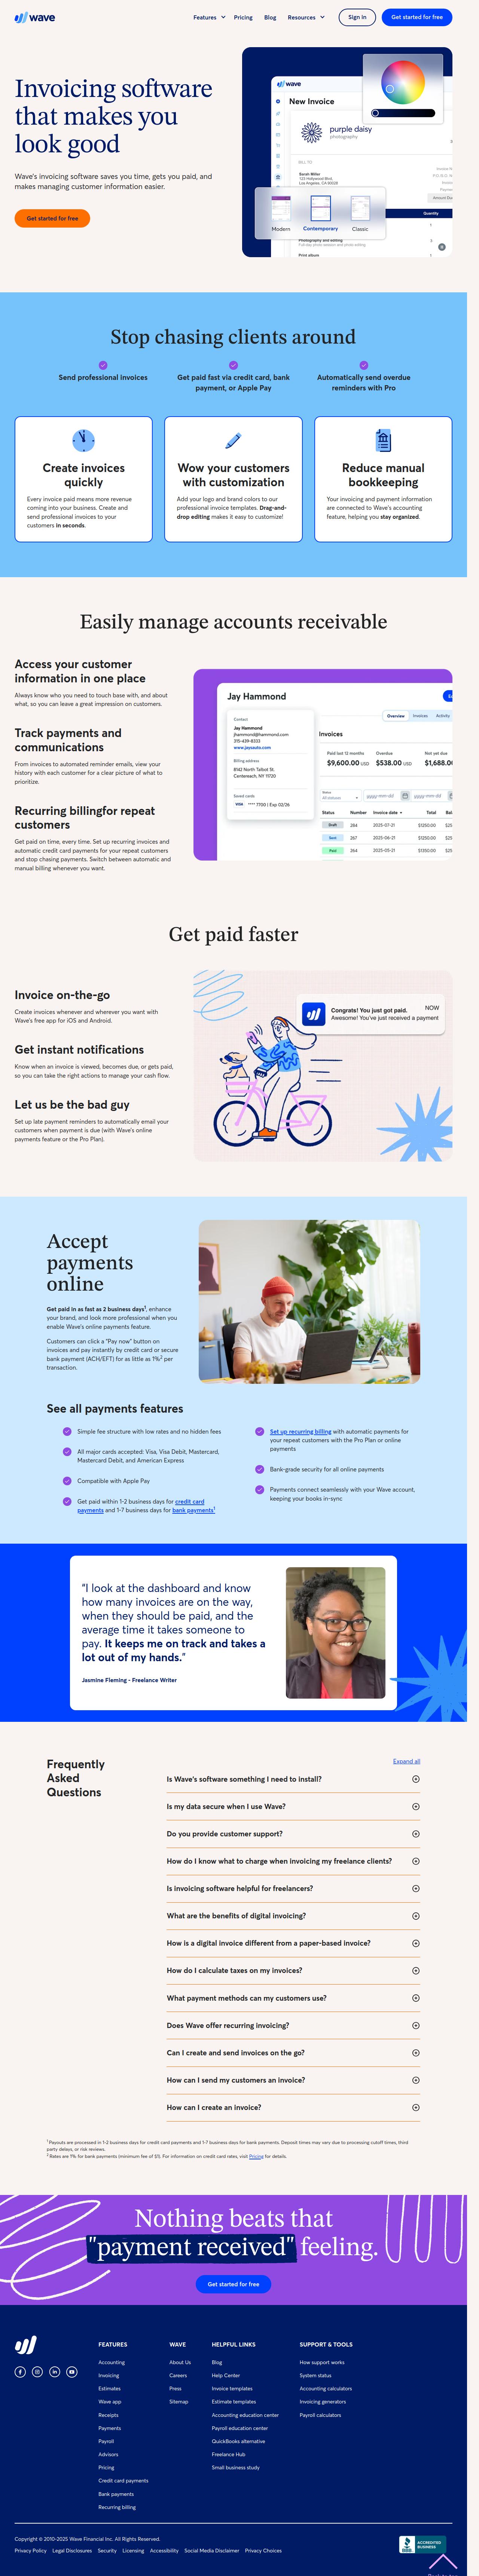 wave
Features Pricing Blog Resources Sign in Get started for free
Invoicing software
that makes you
look good
Wave's invoicing software saves you time, gets you paid, and
makes managing customer information easier.
Get started for free
wave
New Invoice
purple daisy
photography
BILL TO
Sarah Miller
123 Hollywood Blvd,
Los Angeles, CA 90028
Quantity
Modern
Contemporary
Classic
Photography and editing
1
3
1
Stop chasing clients around
Send professional invoices
Get paid fast via credit card, bank
payment, or Apple Pay
Automatically send overdue
reminders with Pro
Create invoices
quickly
Every invoice paid means more revenue
coming into your business. Create and
send professional invoices to your
customers in seconds.
Wow your customers
with customization
Add your logo and brand colors to our
professional invoice templates. Drag-and-
drop editing makes it easy to customize!
Reduce manual
bookkeeping
Your invoicing and payment information
are connected to Wave's accounting
feature, helping you stay organized.
Easily manage accounts receivable
Access your customer
information in one place
Always know who you need to touch base with, and about
what, so you can leave a great impression on customers.
Track payments and
communications
From invoices to automated reminder emails, view your
history with each customer for a clear picture of what to
prioritize.
Recurring billingfor repeat
customers
Get paid on time, every time. Set up recurring invoices and
automatic credit card payments for your repeat customers
and stop chasing payments. Switch between automatic and
manual billing whenever you want.
Jay Hammond
Contact
Jay Hammond
jhammond@hammond.com
315-439-8333
www.jaysauto.com
Billing address
8142 North Talbot St.
Centereach, NY 11720
Saved cards
VISA **** 7700 | Exp 02/26
Overview Invoices Activity
Invoices
Paid last 12 months Overdue Not yet due
$9,600.00 USD $538.00 USD $1,688.0
Status
All statuses yyyy-mm-dd yyyy-mm-dd
Status Number Invoice date Total Bal
Draft 264 2025-07-21 $1250.00 $25
Sent 267 2025-06-21 $1250.00 $25
Paid 264 2025-05-21 $1350.00 $25
Get paid faster
Invoice on-the-go
Create invoices whenever and wherever you want with
Wave's free app for iOS and Android.
Get instant notifications
Know when an invoice is viewed, becomes due, or gets paid,
so you can take the right actions to manage your cash flow.
Let us be the bad guy
Set up late payment reminders to automatically email your
customers when payment is due (with Wave's online
payments feature or the Pro Plan).
Congrats! You just got paid. NOW
Awesome! You've just received a payment
Accept
payments
online
Get paid in as fast as 2 business days1, enhance
your brand, and look more professional when you
enable Wave's online payments feature.
Customers can click a "Pay now" button on
invoices and pay instantly by credit card or secure
bank payment (ACH/EFT) for as little as 1%2 per
transaction.
See all payments features
Simple fee structure with low rates and no hidden fees
All major cards accepted: Visa, Visa Debit, Mastercard,
Mastercard Debit, and American Express
Compatible with Apple Pay
Get paid within 1-2 business days for credit card
payments and 1-7 business days for bank payments1
Set up recurring billing with automatic payments for
your repeat customers with the Pro Plan or online
payments
Bank-grade security for all online payments
Payments connect seamlessly with your Wave account,
keeping your books in-sync
"I look at the dashboard and know
how many invoices are on the way,
when they should be paid, and the
average time it takes someone to
pay. It keeps me on track and takes a
lot out of my hands."
Jasmine Fleming - Freelance Writer
Frequently
Asked
Questions
Expand all
Is Wave's software something I need to install?
Is my data secure when I use Wave?
Do you provide customer support?
How do I know what to charge when invoicing my freelance clients?
Is invoicing software helpful for freelancers?
What are the benefits of digital invoicing?
How is a digital invoice different from a paper-based invoice?
How do I calculate taxes on my invoices?
What payment methods can my customers use?
Does Wave offer recurring invoicing?
Can I create and send invoices on the go?
How can I send my customers an invoice?
How can I create an invoice?
1 Payouts are processed in 1-2 business days for credit card payments and 1-7 business days for bank payments. Deposit times may vary due to processing cutoff times, third
party delays, or risk reviews.
2 Rates are 1% for bank payments (minimum fee of $1). For information on credit card rates, visit Pricing for details.
Nothing beats that
"payment received" feeling.
Get started for free
FEATURES
Accounting
Invoicing
Estimates
Wave app
Receipts
Payments
Payroll
Advisors
Pricing
Credit card payments
Bank payments
Recurring billing
WAVE
About Us
Careers
Press
Sitemap
HELPFUL LINKS
Blog
Help Center
Invoice templates
Estimate templates
Accounting education center
Payroll education center
QuickBooks alternative
Freelance Hub
Small business study
SUPPORT & TOOLS
How support works
System status
Accounting calculators
Invoicing generators
Payroll calculators
Copyright © 2010-2025 Wave Financial Inc. All Rights Reserved.
Privacy Policy Legal Disclosures Security Licensing Accessibility Social Media Disclaimer Privacy Choices
BBB ACCREDITED
BUSINESS